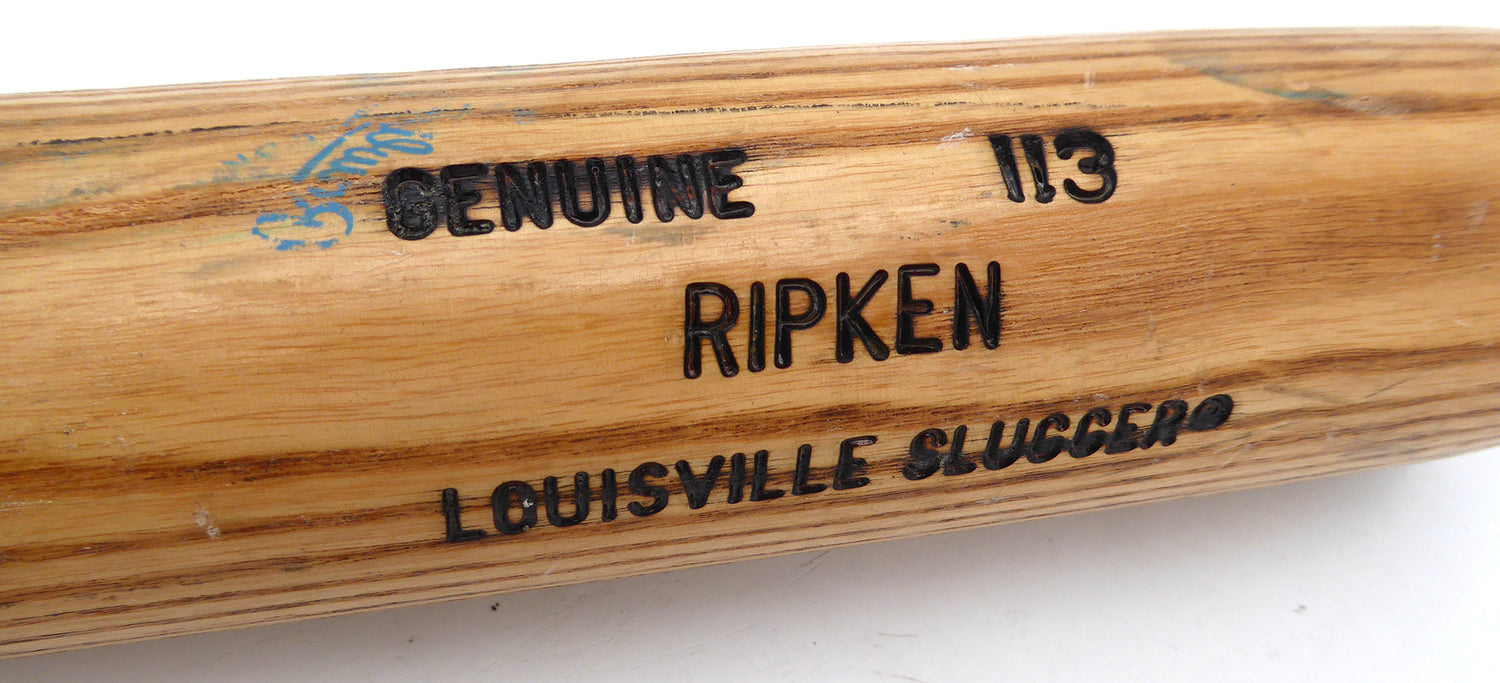 GENUINE 113
RIPKEN
LOUISVILLE SLUGGER®